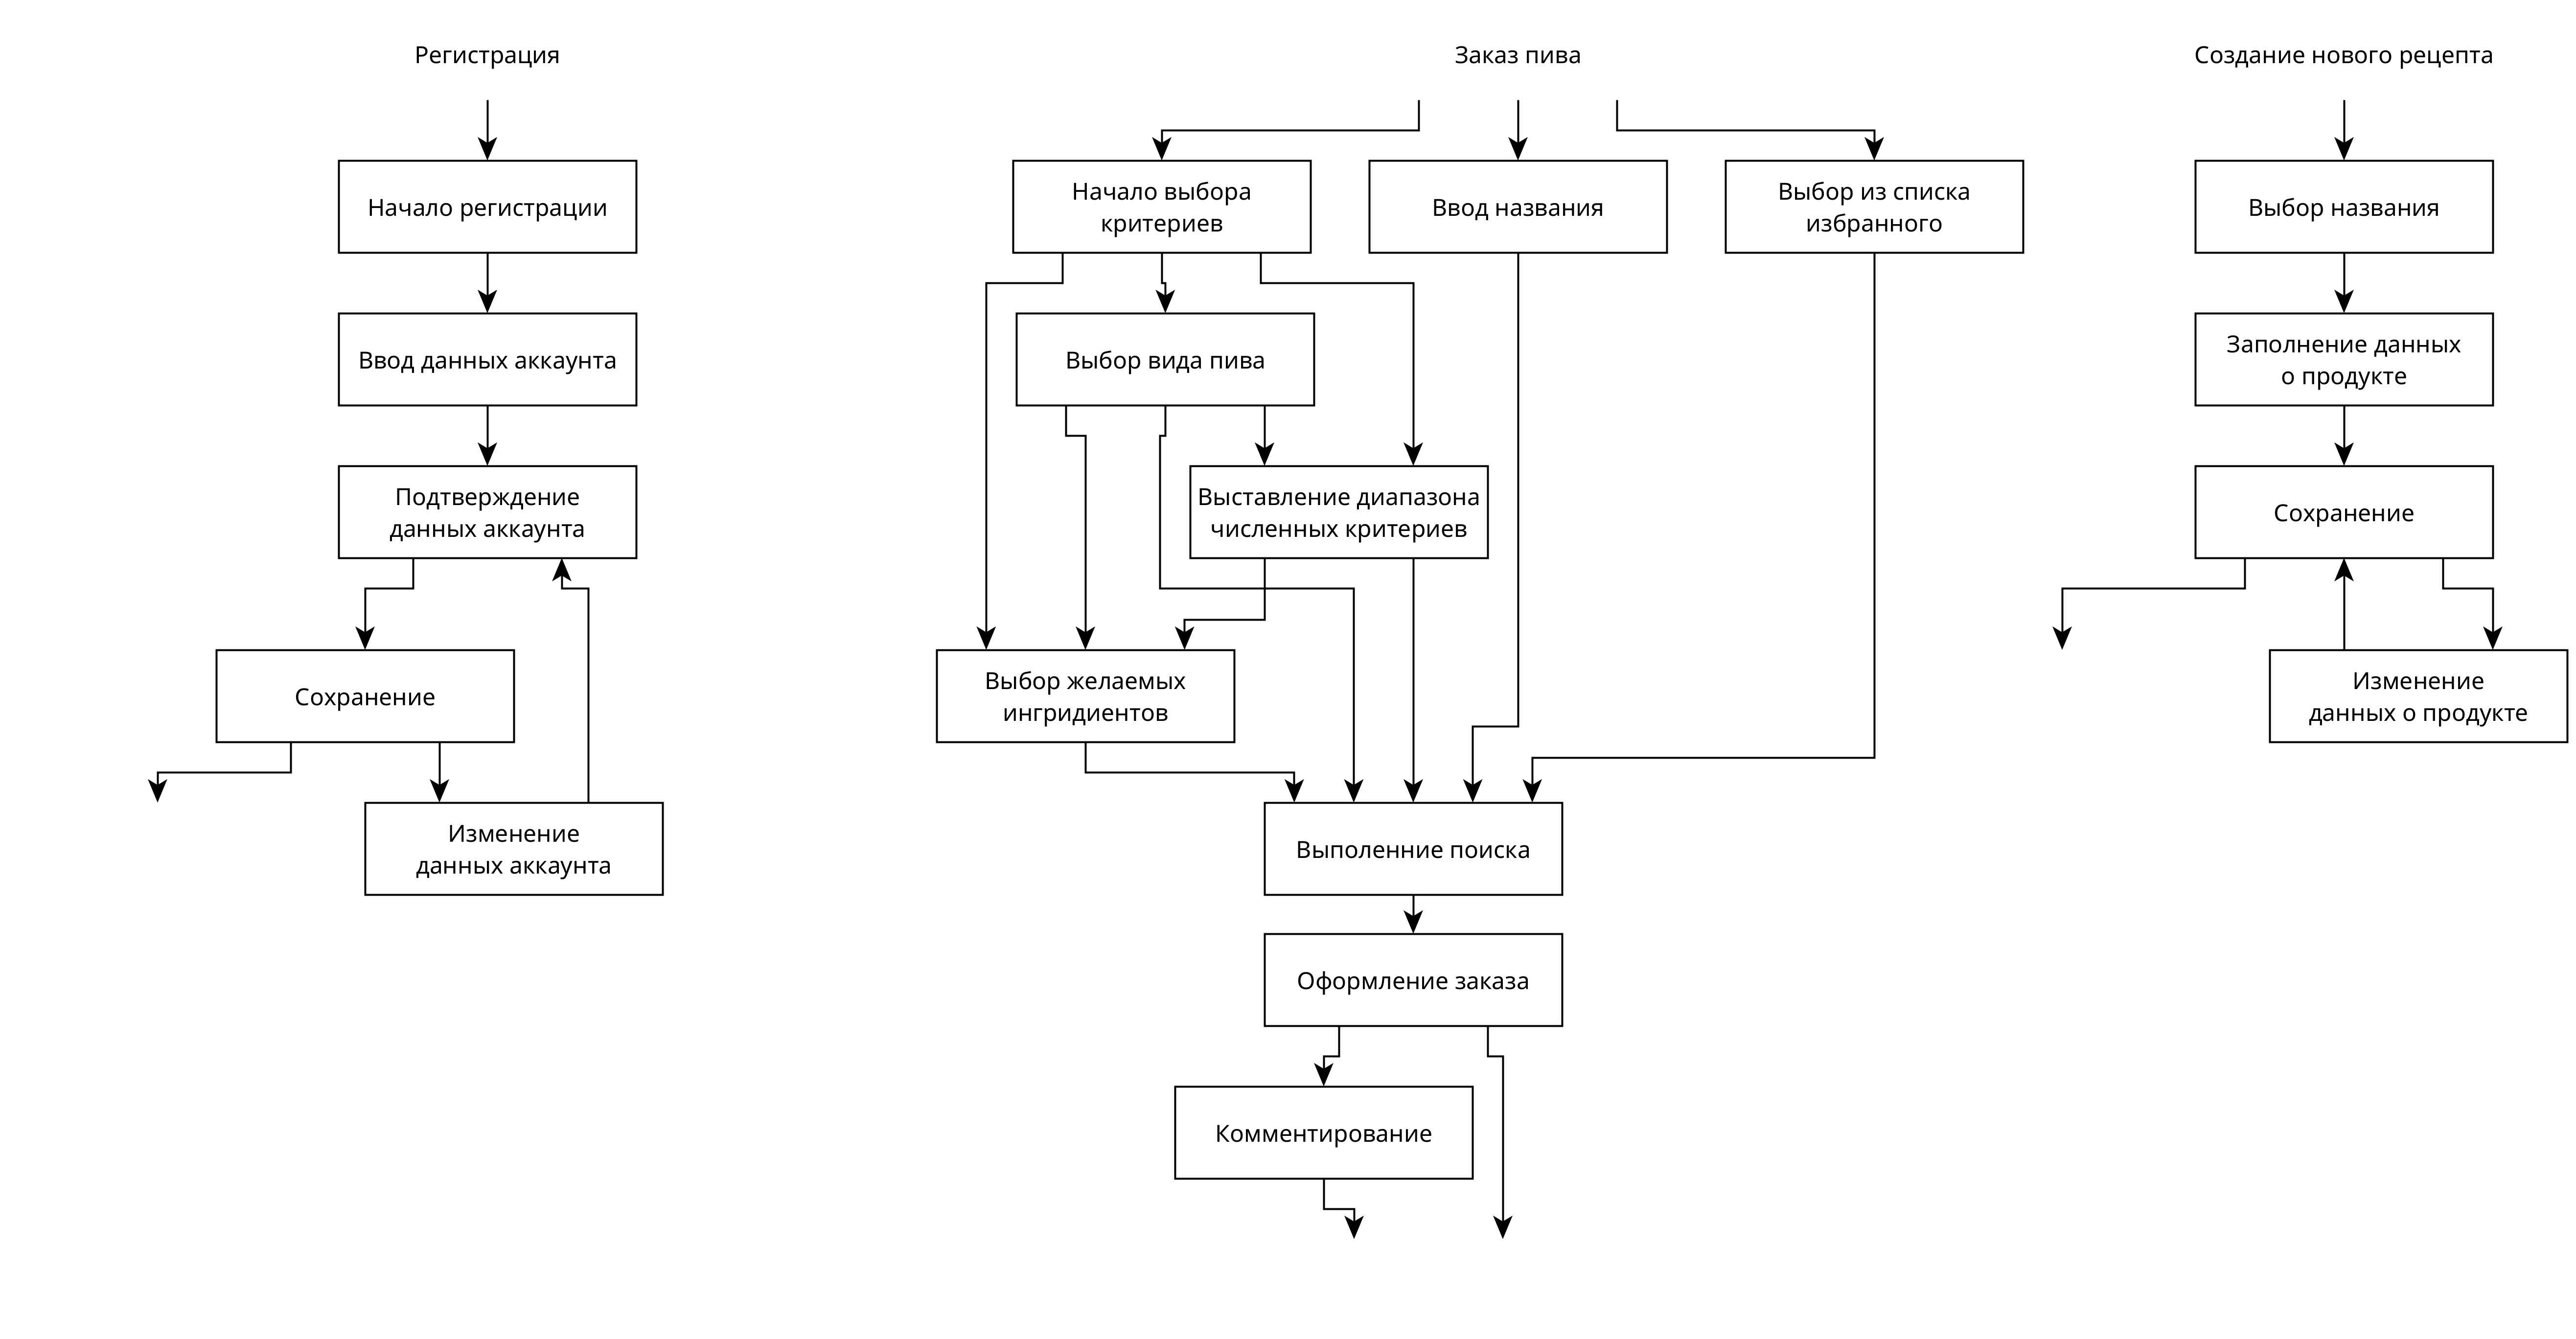 Регистрация
Заказ пива
Создание нового рецепта
Начало регистрации
Начало выбора
критериев
Ввод названия
Выбор из списка
избранного
Выбор названия
Ввод данных аккаунта
Выбор вида пива
Заполнение данных
о продукте
Подтверждение
данных аккаунта
Выставление диапазона
численных критериев
Сохранение
Сохранение
Выбор желаемых
ингридиентов
Изменение
данных о продукте
Изменение
данных аккаунта
Выполенние поиска
Оформление заказа
Комментирование